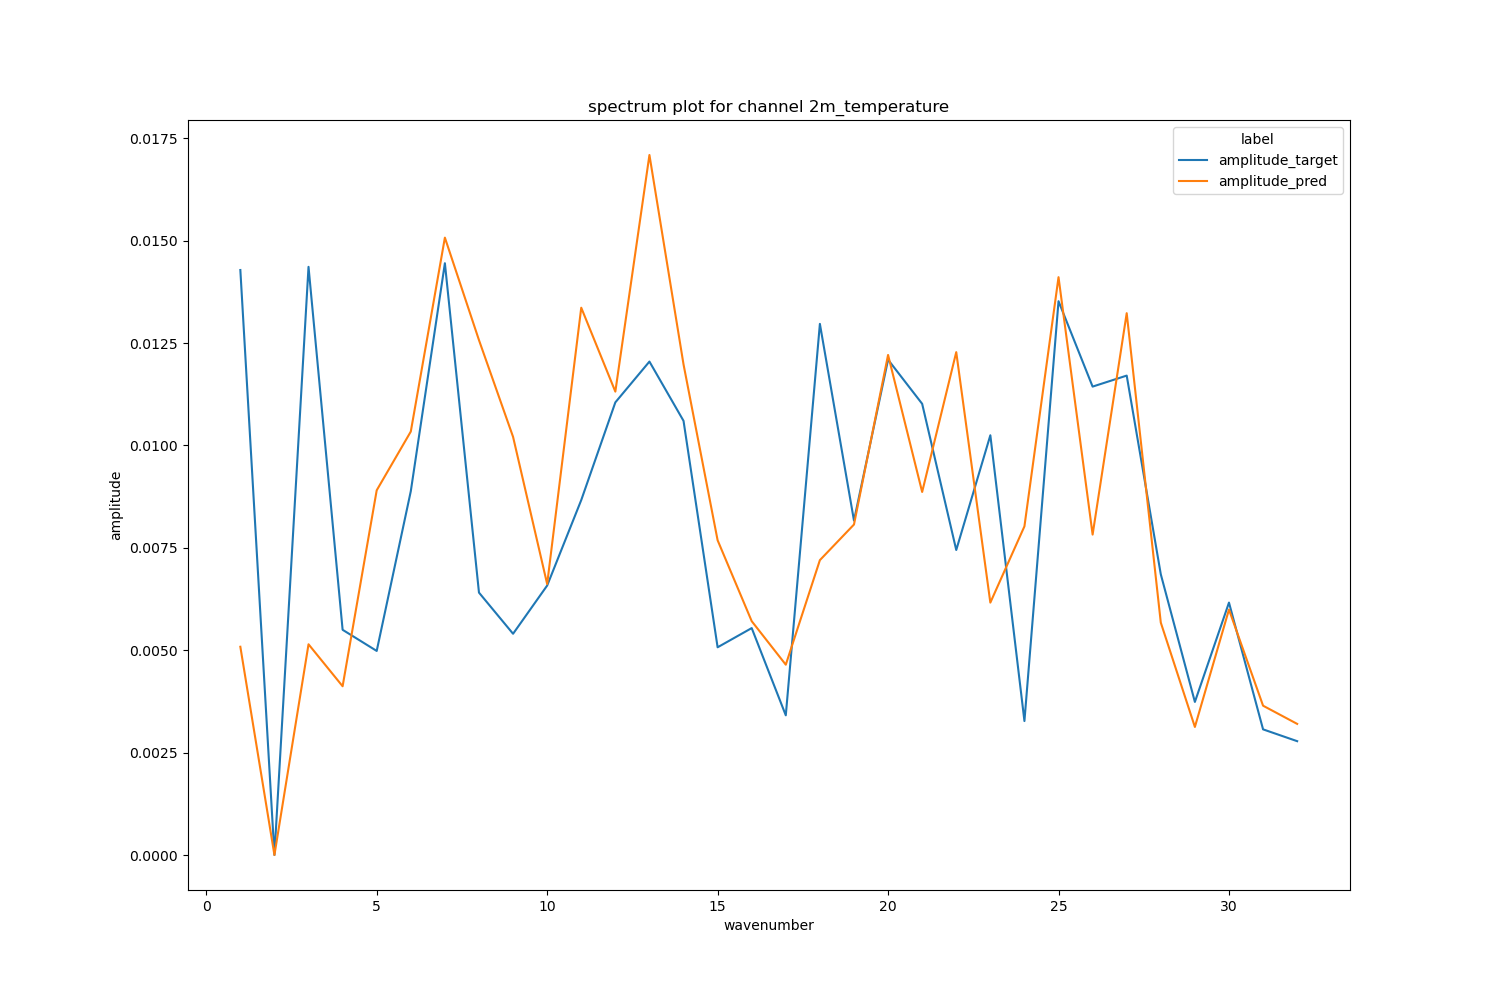 spectrum plot for channel 2m_temperature
label
amplitude_target
amplitude_pred
amplitude
0.0175
0.0150
0.0125
0.0100
0.0075
0.0050
0.0025
0.0000
0 5 10 15 20 25 30
wavenumber